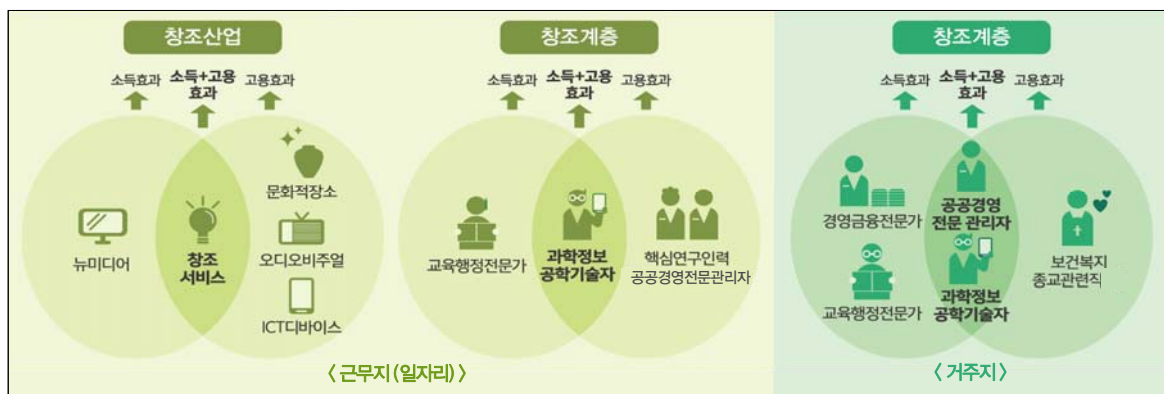 창조산업
소득효과
소득+고용
효과
고용효과
뉴미디어
창조
서비스
문화적장소
오디오비주얼
ICT디바이스
창조계층
소득효과
소득+고용
효과
고용효과
교육행정전문가
과학정보
공학기술자
핵심연구인력
공공경영전문관리자
〈 근무지(일자리) 〉
창조계층
소득효과
소득+고용
효과
고용효과
경영금융전문가
교육행정전문가
공공경영
전문 관리자
과학정보
공학기술자
보건복지
종교관련직
〈 거주지 〉